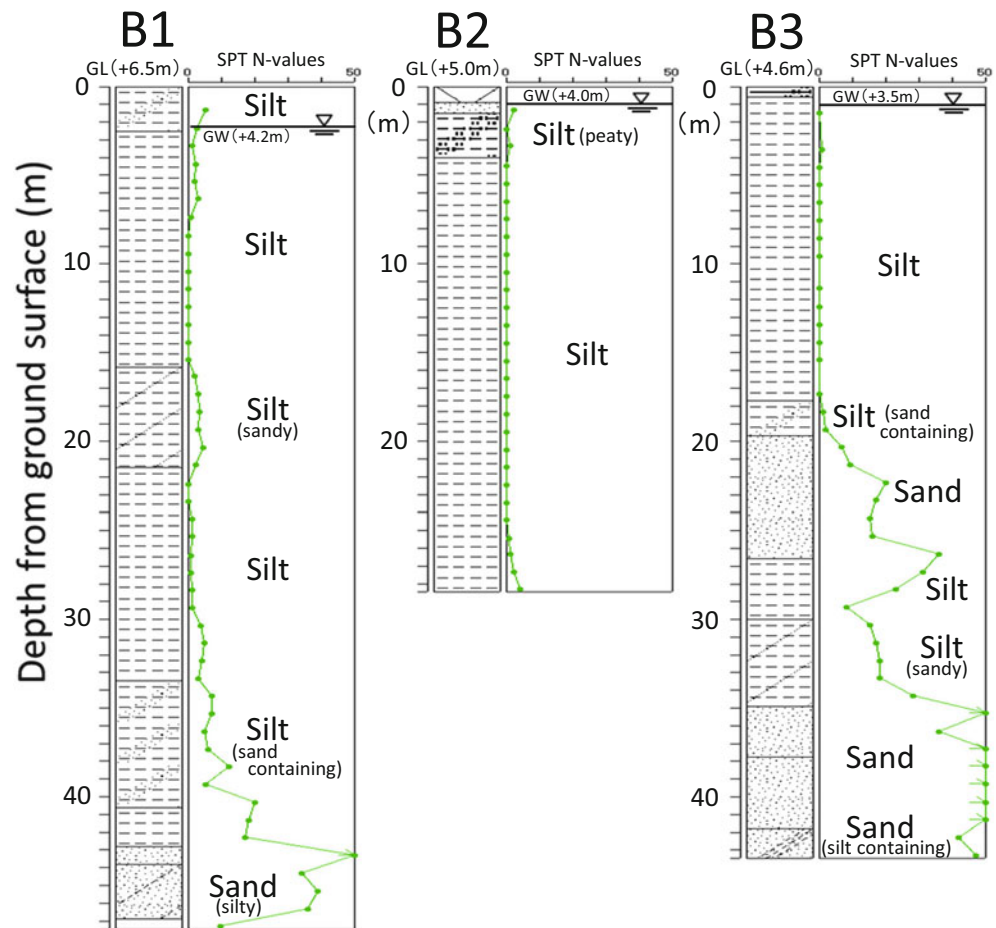 Depth from ground surface (m)
B1
GL(+6.5m)
SPT N-values
0
50
0
10
20
30
40
Silt
GW(+4.2m)
Silt
Silt
(sandy)
Silt
Silt
(sand
containing)
Sand
(silty)
B2
GL(+5.0m)
SPT N-values
0
50
0
(m)
10
20
GW(+4.0m)
Silt (peaty)
Silt
B3
GL(+4.6m)
SPT N-values
0
50
0
(m)
10
20
30
40
GW(+3.5m)
Silt
Silt (sand
containing)
Sand
Silt
Silt
(sandy)
Sand
Sand
(silt containing)